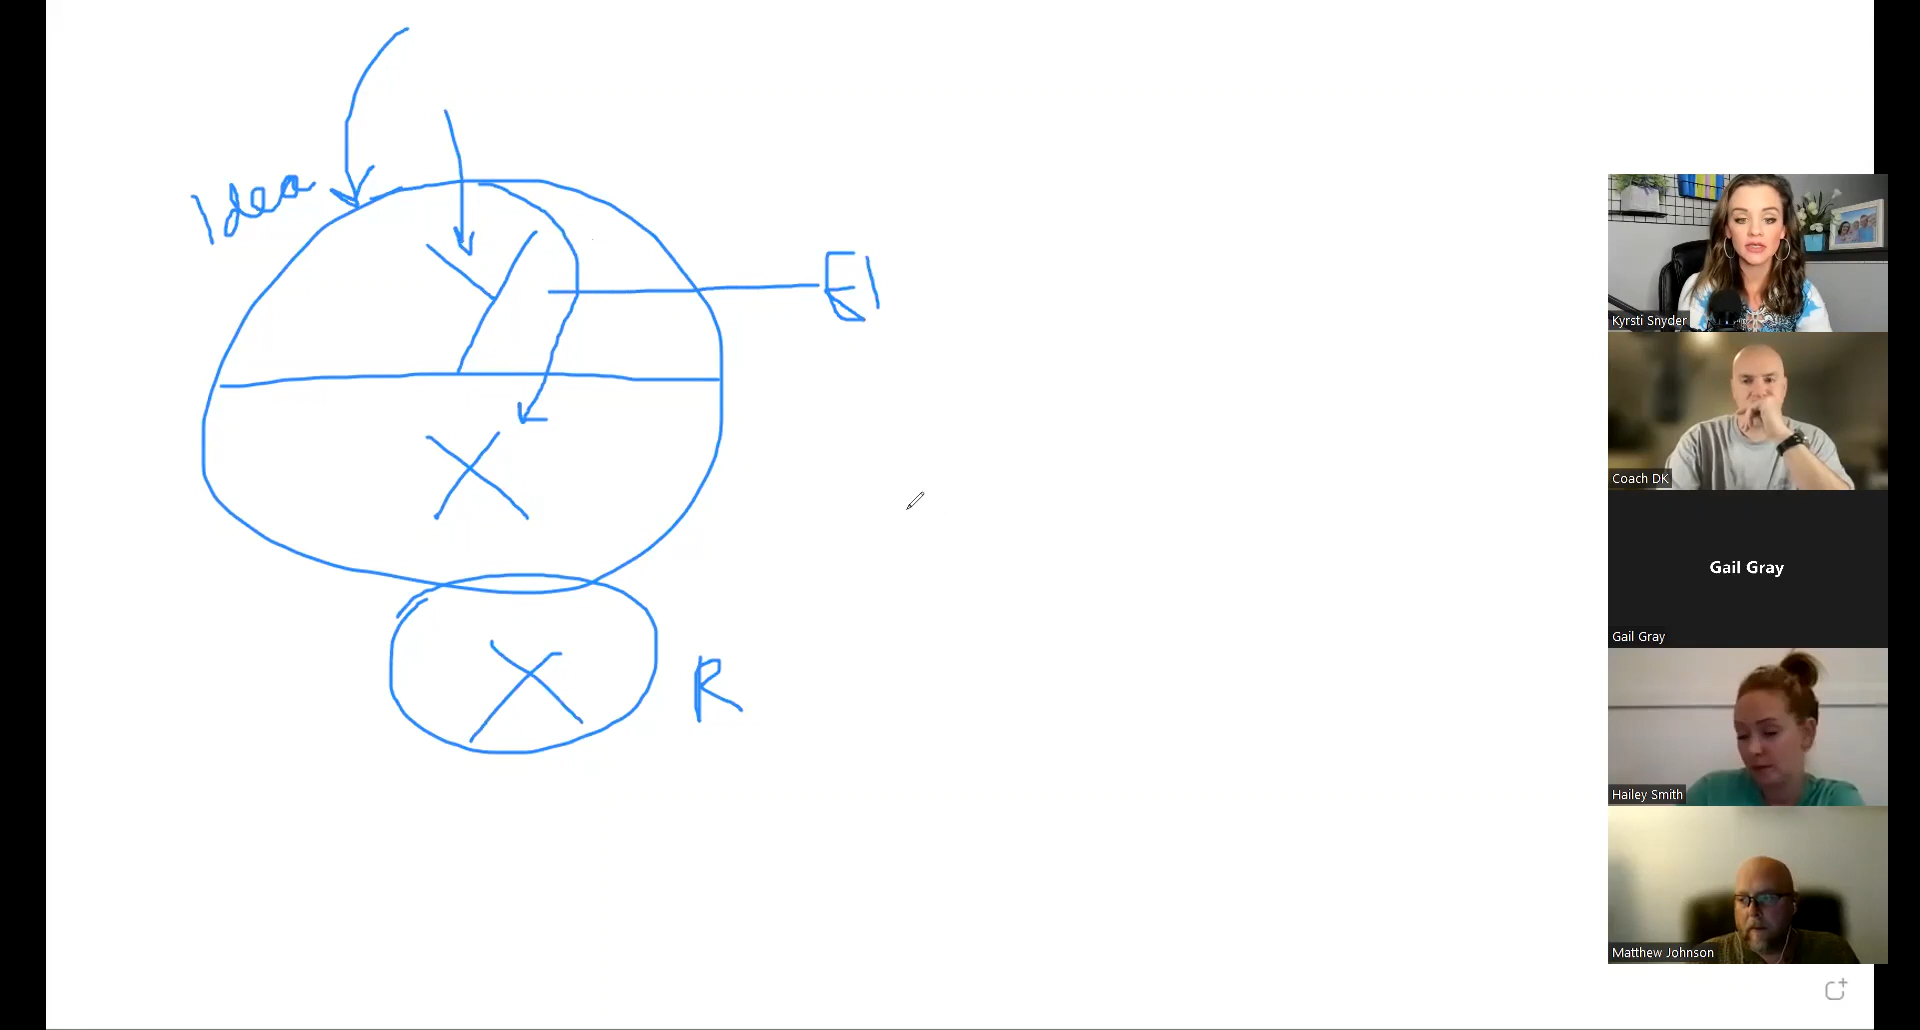 Idea
EI
Y
X
X
R
Kyrsti Snyder
Coach DK
Gail Gray
Gail Gray
Hailey Smith
Matthew Johnson